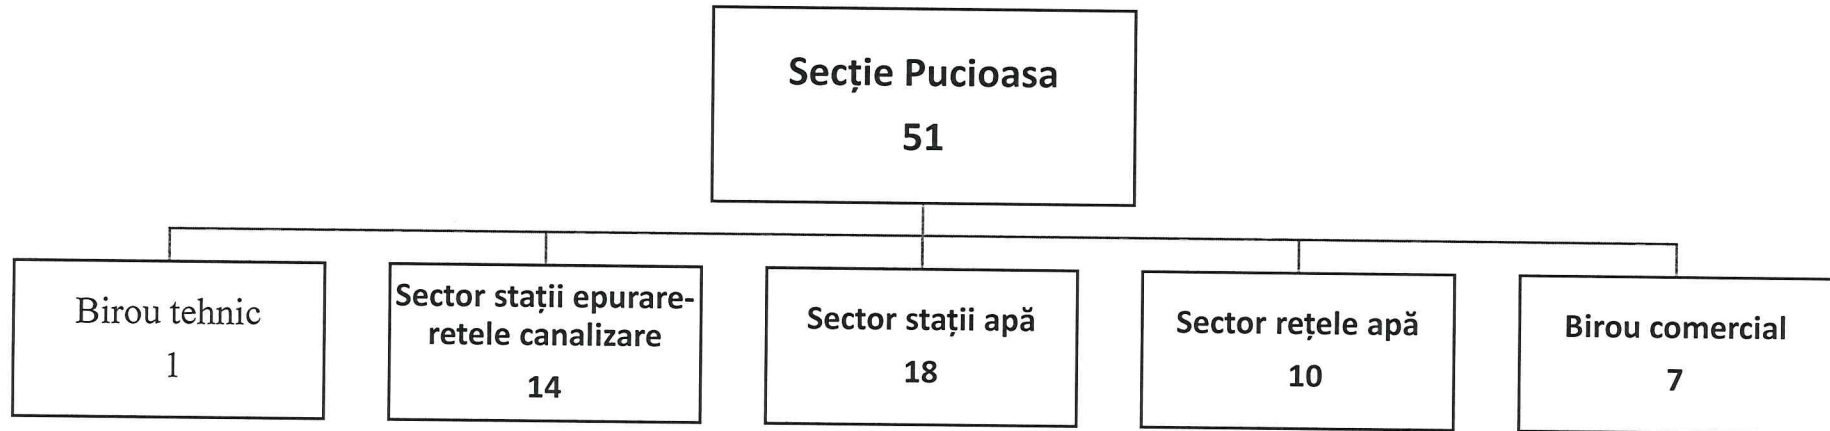 Secție Pucioasa
51
Birou tehnic
1
Sector stații epurare-
retele canalizare
14
Sector stații apă
18
Sector rețele apă
10
Birou comercial
7